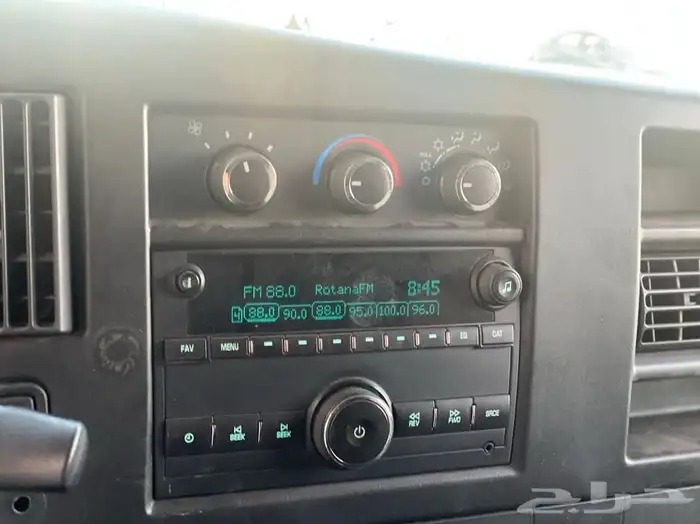 FM 88.0 RotanaFM 8:45
4 88.0 90.0 88.0 95.0 100.0 96.0
FAV MENU EQ CAT
SEEK SEEK REV FWD SRCE
حراج